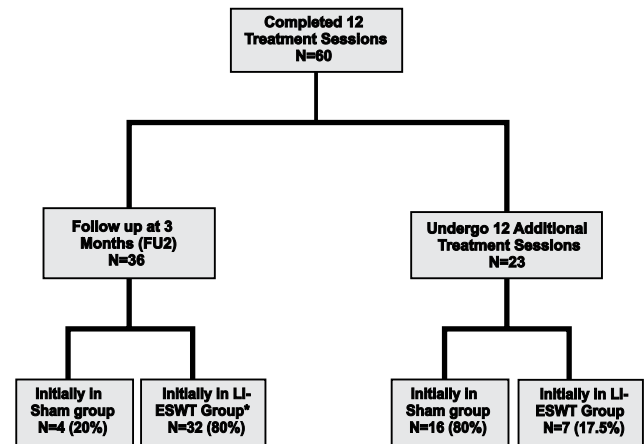 Completed 12
Treatment Sessions
N=60
Follow up at 3
Months (FU2)
N=36
Undergo 12 Additional
Treatment Sessions
N=23
Initially in
Sham group
N=4 (20%)
Initially in LI-
ESWT Group*
N=32 (80%)
Initially in
Sham group
N=16 (80%)
Initially in LI-
ESWT Group
N=7 (17.5%)